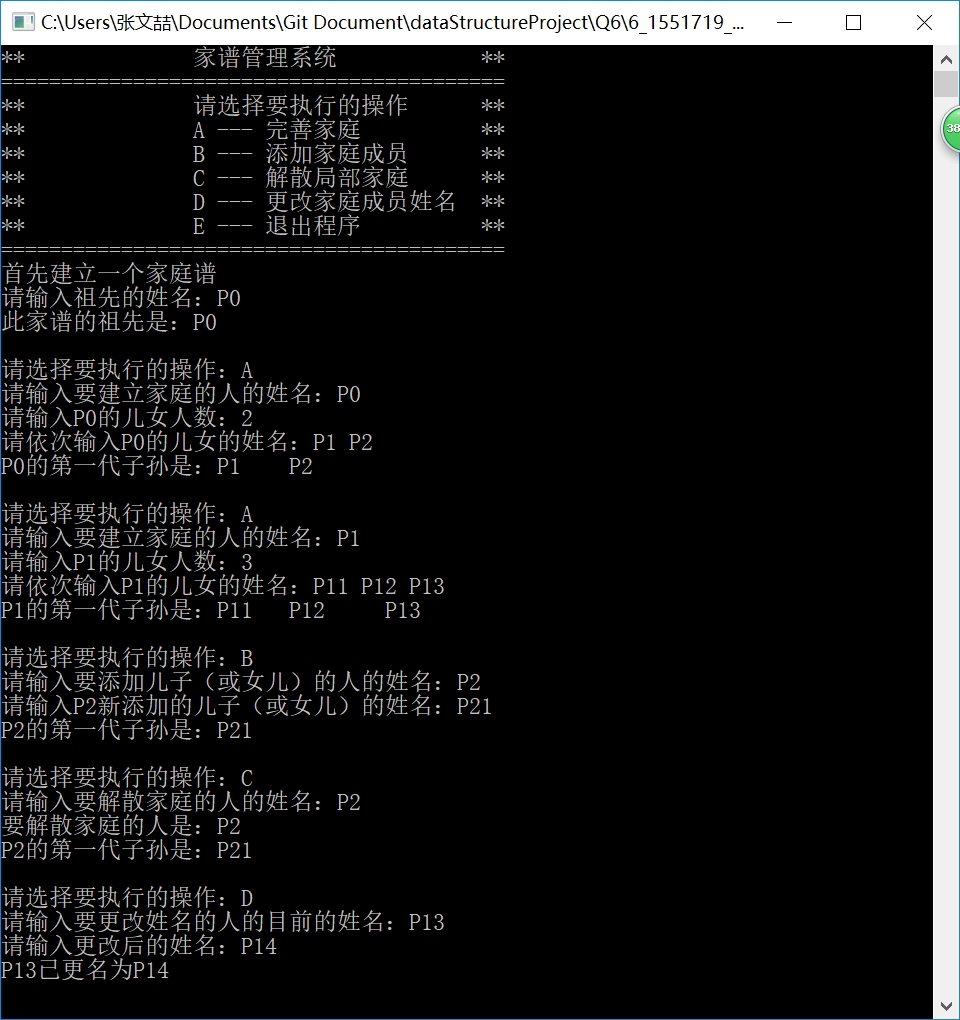 C:\Users\张文喆\Documents\Git Document\dataStructureProject\Q6\6_1551719_...
** 家谱管理系统 **
==========================================
** 请选择要执行的操作 **
** A --- 完善家庭 **
** B --- 添加家庭成员 **
** C --- 解散局部家庭 **
** D --- 更改家庭成员姓名 **
** E --- 退出程序 **
==========================================
首先建立一个家庭谱
请输入祖先的姓名：P0
此家谱的祖先是：P0
请选择要执行的操作：A
请输入要建立家庭的人的姓名：P0
请输入P0的儿女人数：2
请依次输入P0的儿女的姓名：P1 P2
P0的第一代子孙是：P1 P2
请选择要执行的操作：A
请输入要建立家庭的人的姓名：P1
请输入P1的儿女人数：3
请依次输入P1的儿女的姓名：P11 P12 P13
P1的第一代子孙是：P11 P12 P13
请选择要执行的操作：B
请输入要添加儿子（或女儿）的人的姓名：P2
请输入P2新添加的儿子（或女儿）的姓名：P21
P2的第一代子孙是：P21
请选择要执行的操作：C
请输入要解散家庭的人的姓名：P2
要解散家庭的人是：P2
P2的第一代子孙是：P21
请选择要执行的操作：D
请输入要更改姓名的人的目前的姓名：P13
请输入更改后的姓名：P14
P13已更名为P14
38